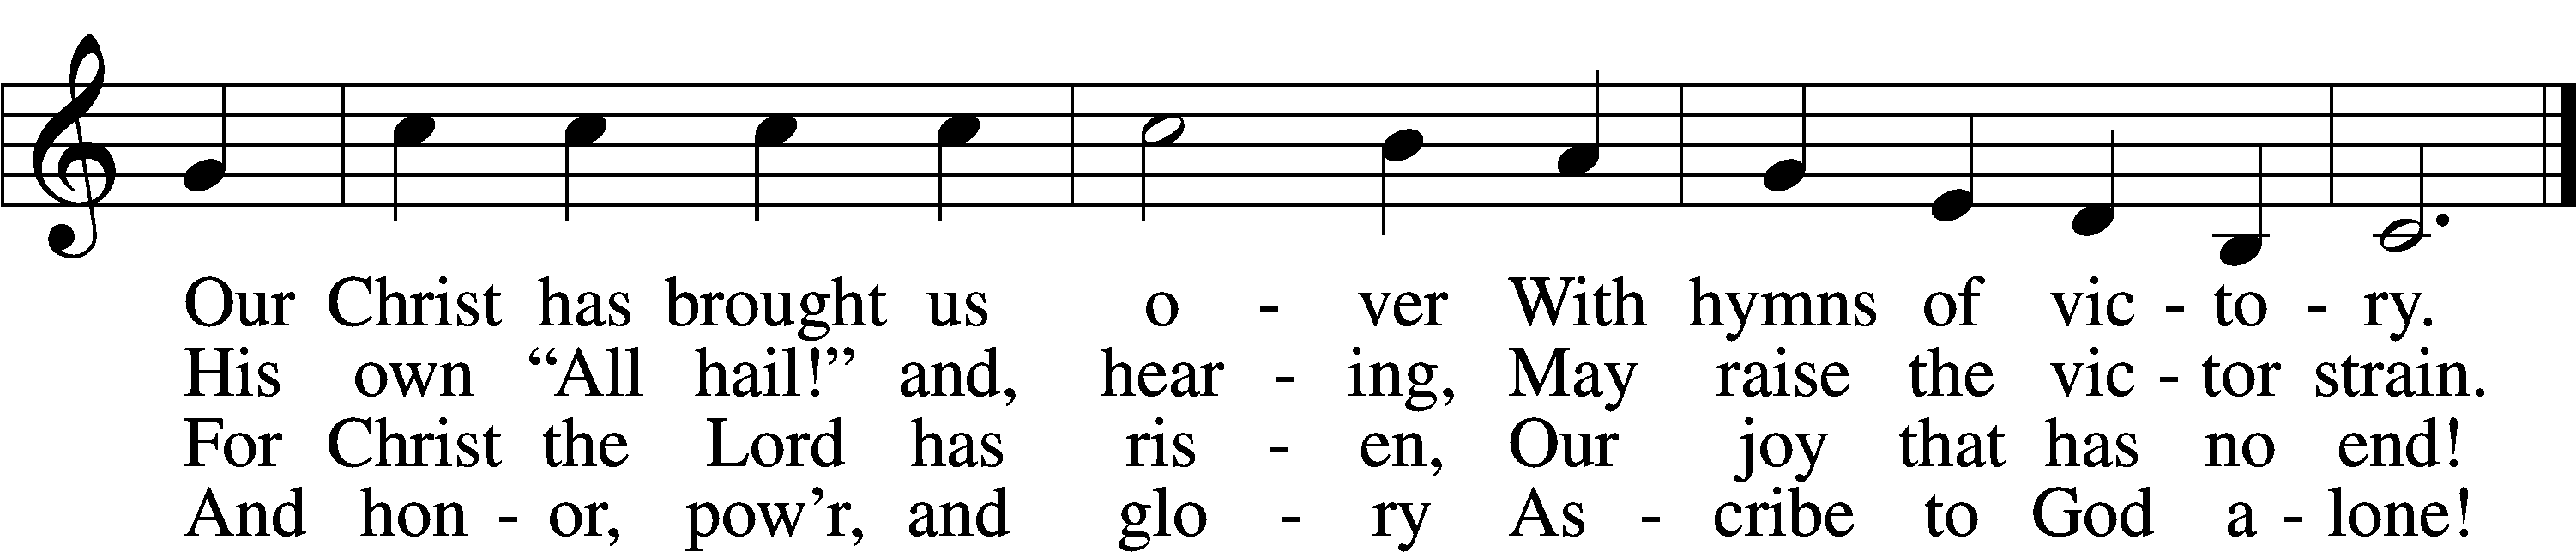 Our Christ has brought us o - ver With hymns of vic - to - ry.
His own “All hail!” and, hear - ing, May raise the vic - tor strain.
For Christ the Lord has ris - en, Our joy that has no end!
And hon - or, pow'r, and glo - ry As - cribe to God a - lone!